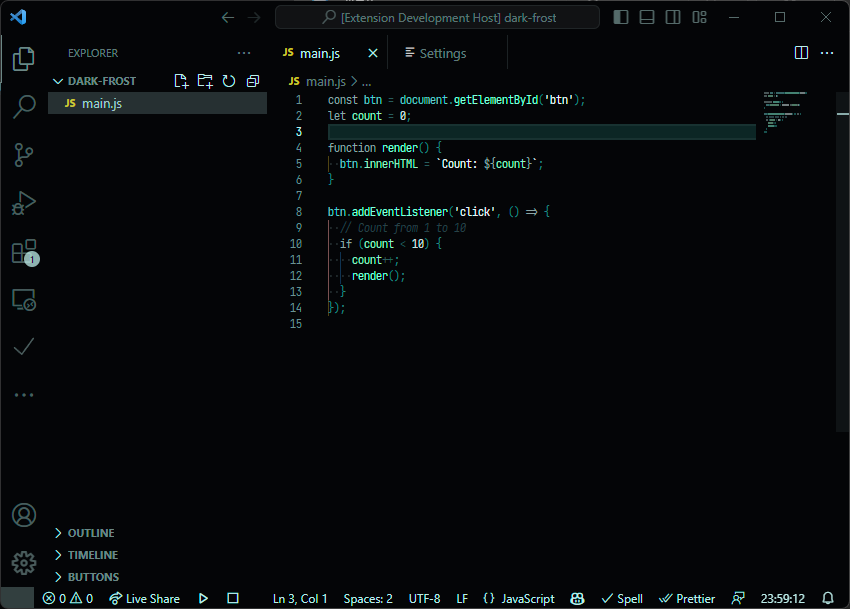 [Extension Development Host] dark-frost
EXPLORER
DARK-FROST
JS main.js
JS main.js
Settings
JS main.js > ...
1 const btn = document.getElementById('btn');
2 let count = 0;
3
4 function render() {
5 btn.innerHTML = `Count: ${count}`;
6 }
7
8 btn.addEventListener('click', () => {
9 // Count from 1 to 10
10 if (count < 10) {
11 count++;
12 render();
13 }
14 });
15
1
OUTLINE
TIMELINE
BUTTONS
0 0 Live Share Ln 3, Col 1 Spaces: 2 UTF-8 LF {} JavaScript Spell Prettier 23:59:12